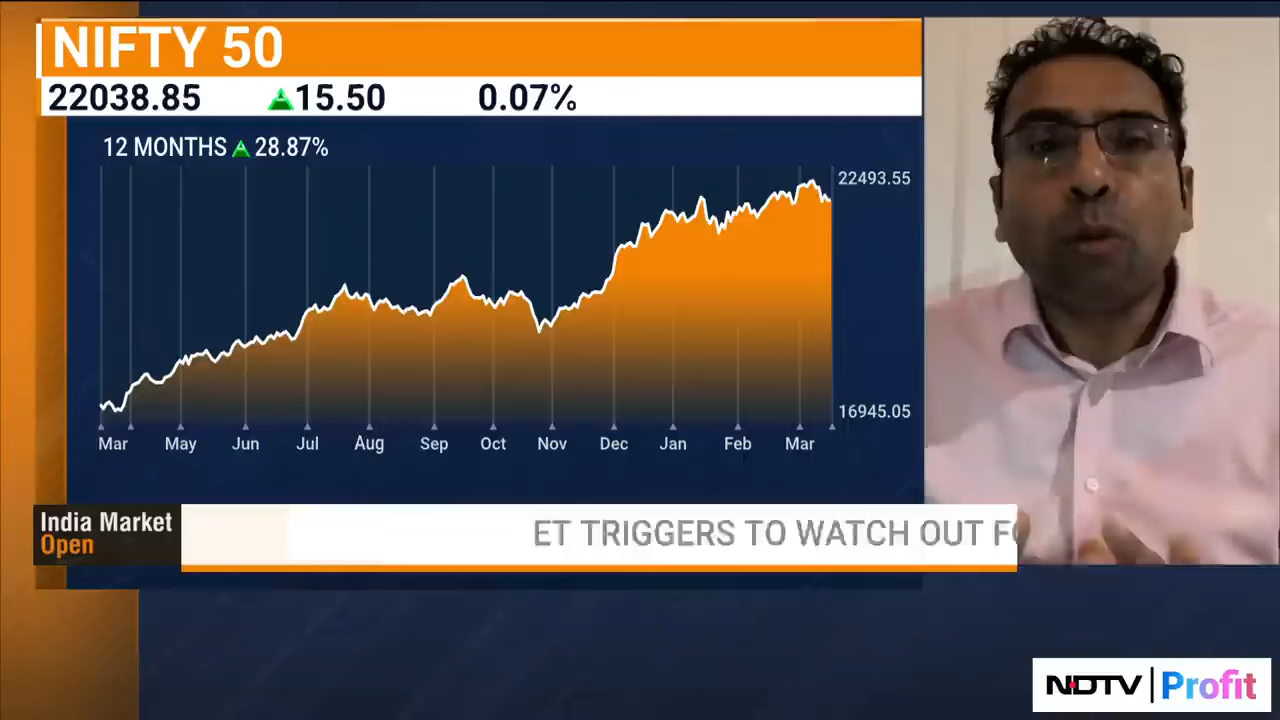 NIFTY 50
22038.85 15.50 0.07%
12 MONTHS 28.87%
22493.55
16945.05
Mar May Jun Jul Aug Sep Oct Nov Dec Jan Feb Mar
India Market
Open
ET TRIGGERS TO WATCH OUT F
NDTV Profit